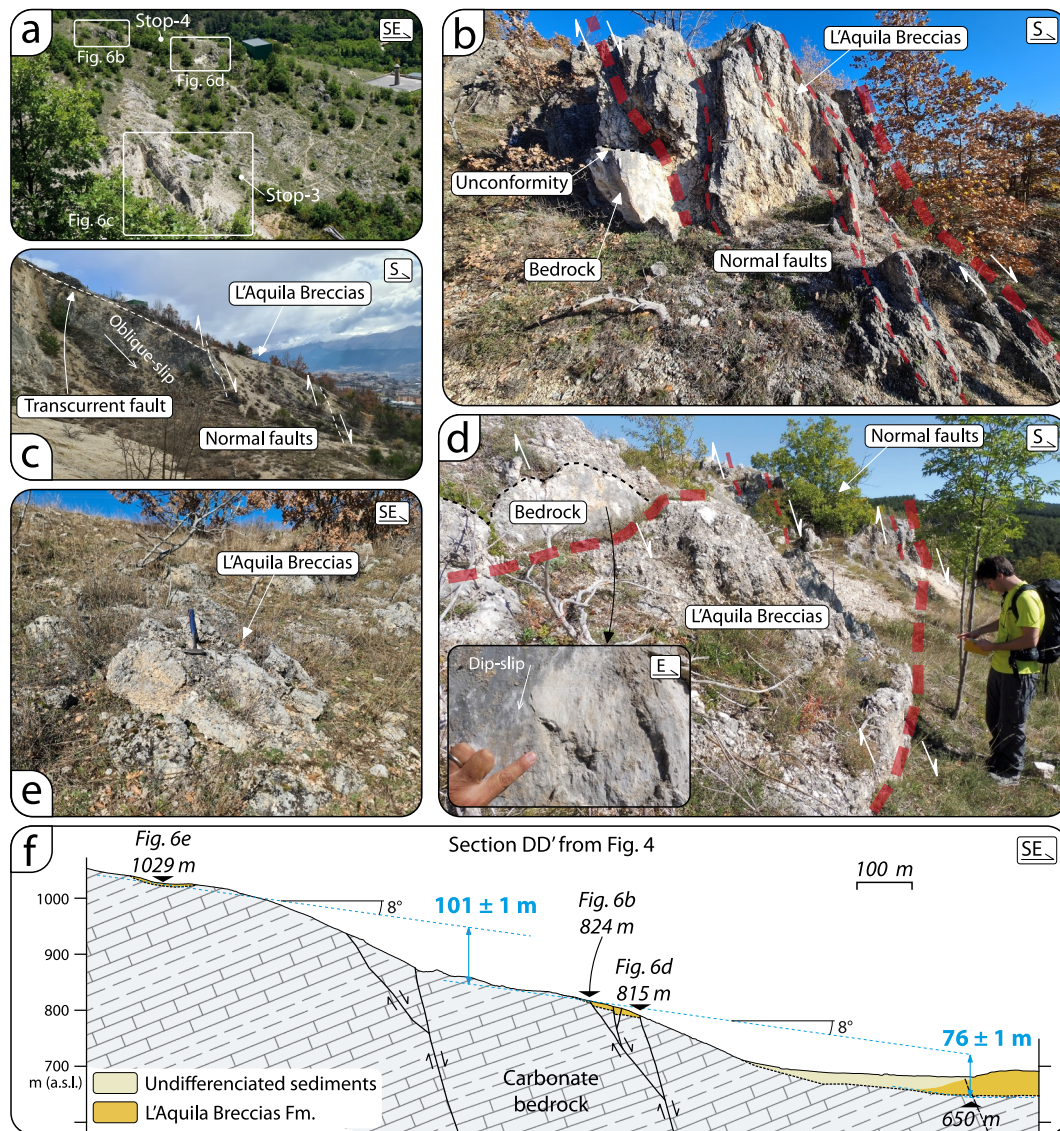 a
Stop-4
SE
Fig. 6b
Fig. 6d
Stop-3
Fig. 6c
b
S
L'Aquila Breccias
Unconformity
Bedrock
Normal faults
S
L'Aquila Breccias
Oblique-slip
Transcurrent fault
Normal faults
c
d
S
Normal faults
Bedrock
L'Aquila Breccias
E
Dip-slip
SE
L'Aquila Breccias
e
f
Section DD' from Fig. 4
SE
Fig. 6e
1029 m
100 m
1000
8°
101 ± 1 m
Fig. 6b
824 m
900
Fig. 6d
815 m
800
8°
76 ± 1 m
700
m (a.s.l.)
Undifferenciated sediments
L'Aquila Breccias Fm.
Carbonate
bedrock
650 m